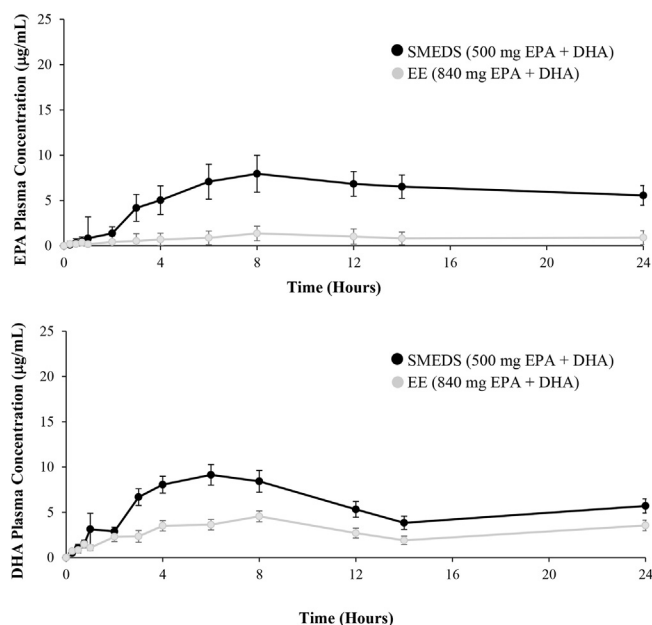 25
20
15
10
5
0
EPA Plasma Concentration (µg/mL)
SMEDS (500 mg EPA + DHA)
EE (840 mg EPA + DHA)
0 4 8 12 16 20 24
Time (Hours)
25
20
15
10
5
0
DHA Plasma Concentration (µg/mL)
SMEDS (500 mg EPA + DHA)
EE (840 mg EPA + DHA)
0 4 8 12 16 20 24
Time (Hours)